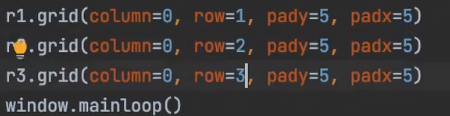 r1.grid(column=0, row=1, pady=5, padx=5)
r.grid(column=0, row=2, pady=5, padx=5)
r3.grid(column=0, row=3, pady=5, padx=5)
window.mainloop()